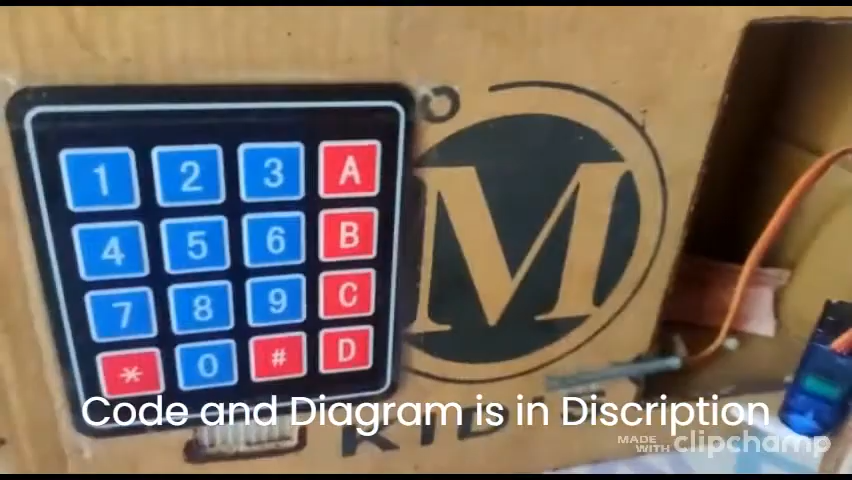 1 2 3 A
4 5 6 B
7 8 9 C
* 0 # D
M
Code and Diagram is in Discription
MADE WITH clipchamp